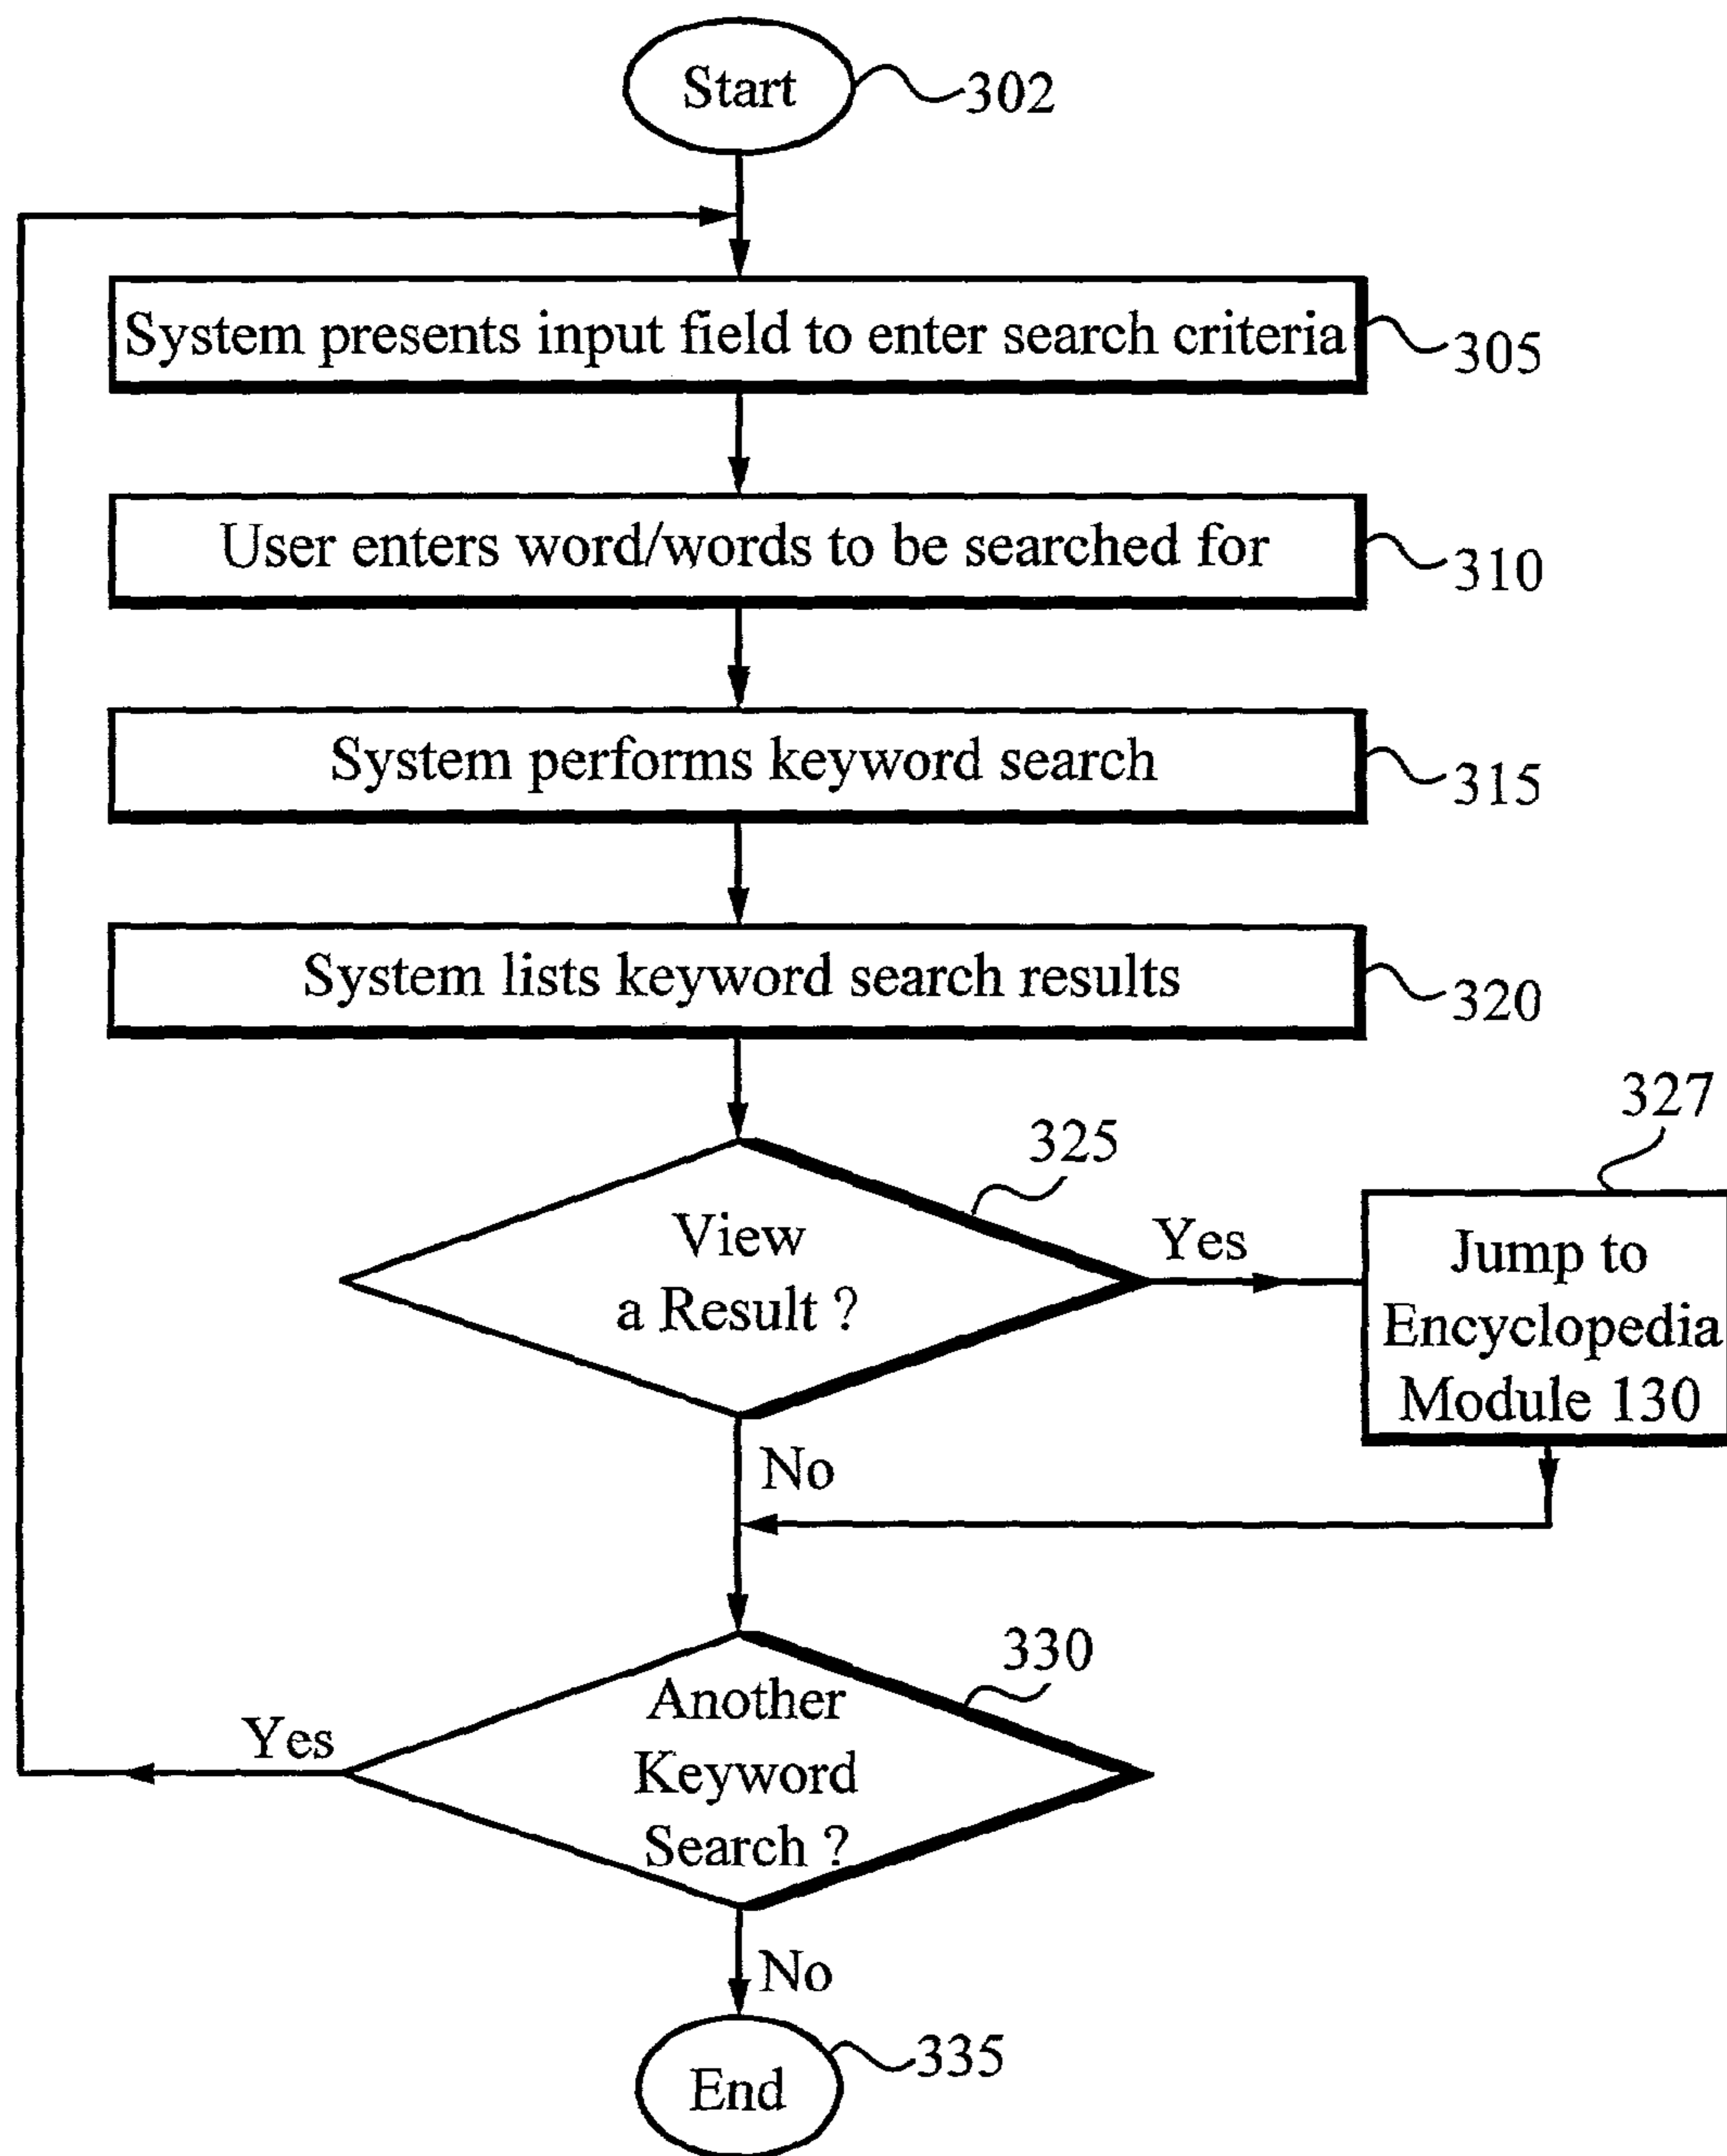 Start
302
System presents input field to enter search criteria
305
User enters word/words to be searched for
310
System performs keyword search
315
System lists keyword search results
320
327
325
View
a Result ?
Yes
Jump to
Encyclopedia
Module 130
No
330
Another
Keyword
Search ?
Yes
No
335
End